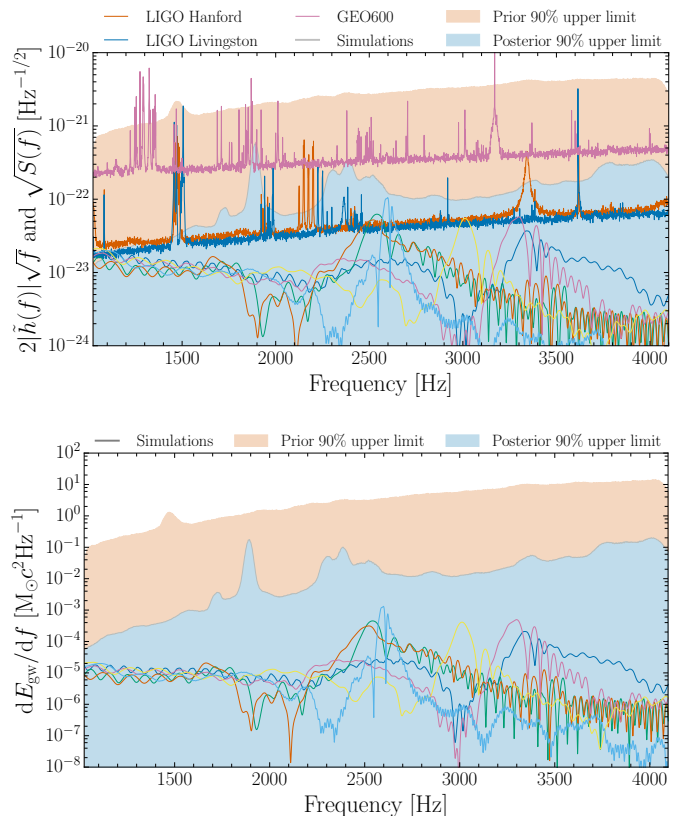 LIGO Hanford GEO600 Prior 90% upper limit
LIGO Livingston Simulations Posterior 90% upper limit
2|h̃(f)|√f and √S(f) [Hz^{-1/2}]
10^{-20}
10^{-21}
10^{-22}
10^{-23}
10^{-24}
1500 2000 2500 3000 3500 4000
Frequency [Hz]
Simulations Prior 90% upper limit Posterior 90% upper limit
dE_{gw}/df [M_⊙c^2Hz^{-1}]
10^2
10^1
10^0
10^{-1}
10^{-2}
10^{-3}
10^{-4}
10^{-5}
10^{-6}
10^{-7}
10^{-8}
1500 2000 2500 3000 3500 4000
Frequency [Hz]